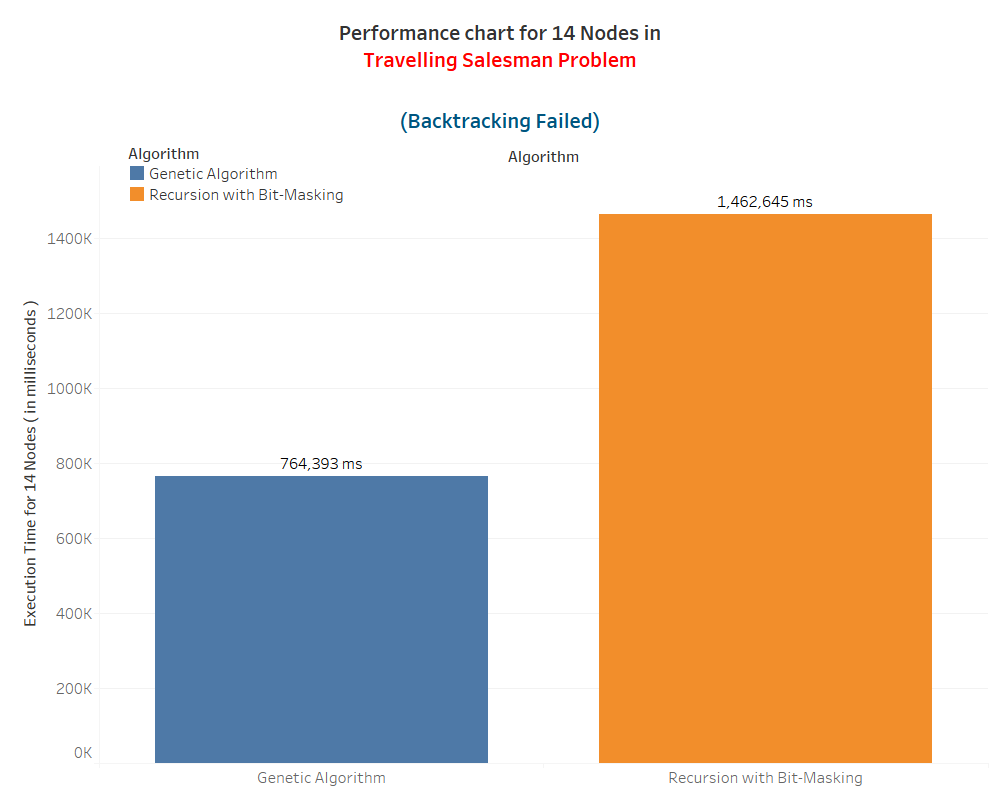 Performance chart for 14 Nodes in
Travelling Salesman Problem
(Backtracking Failed)
Algorithm
Genetic Algorithm
Recursion with Bit-Masking
Algorithm
Execution Time for 14 Nodes ( in milliseconds )
1400K
1200K
1000K
800K
600K
400K
200K
0K
764,393 ms
1,462,645 ms
Genetic Algorithm
Recursion with Bit-Masking